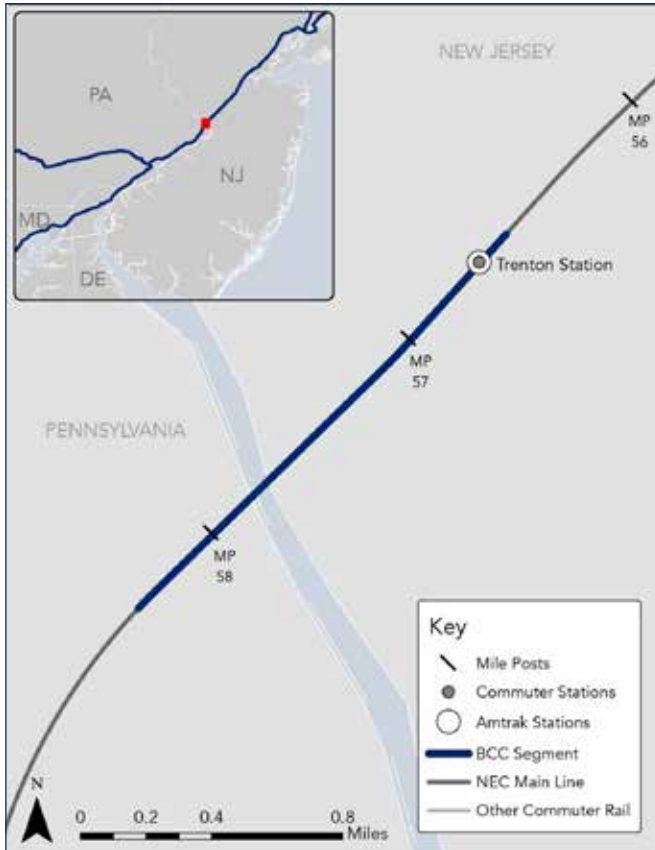 NEW JERSEY
PA
NJ
MD
DE
MP
56
Trenton Station
MP
57
PENNSYLVANIA
MP
58
Key
Mile Posts
Commuter Stations
Amtrak Stations
BCC Segment
NEC Main Line
Other Commuter Rail
N
0 0.2 0.4 0.8
Miles